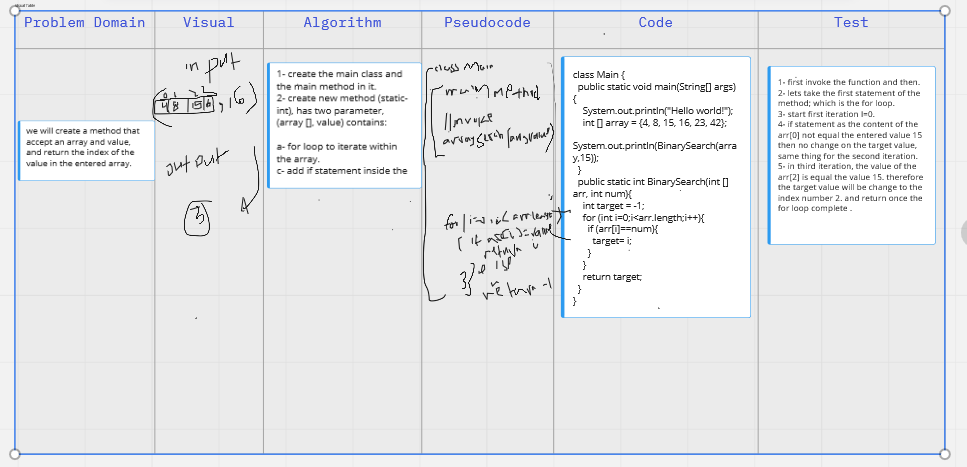 Visual Table
Problem Domain
Visual
Algorithm
Pseudocode
Code
Test
we will create a method that
accept an array and value,
and return the index of the
value in the entered array.
in put
0 1 2 3
4 8 15 16 , 16
out put
3
1- create the main class and
the main method in it.
2- create new method (static-
int), has two parameter,
(array [], value) contains:
a- for loop to iterate within
the array.
c- add if statement inside the
class Main
main Method
// invoke
array search (array, value)
for i=0, i< arr.length
if arr[i]=value
return i
}}
return -1
class Main {
public static void main(String[] args)
{
System.out.println("Hello world!");
int [] array = {4, 8, 15, 16, 23, 42};
System.out.println(BinarySearch(arra
y,15));
}
public static int BinarySearch(int []
arr, int num){
int target = -1;
for (int i=0;i<arr.length;i++){
if (arr[i]==num){
target= i;
}
}
return target;
}
}
1- first invoke the function and then.
2- lets take the first statement of the
method; which is the for loop.
3- start first iteration I=0.
4- if statement as the content of the
arr[0] not equal the entered value 15
then no change on the target value,
same thing for the second iteration.
5- in third iteration, the value of the
arr[2] is equal the value 15. therefore
the target value will be change to the
index number 2. and return once the
for loop complete .